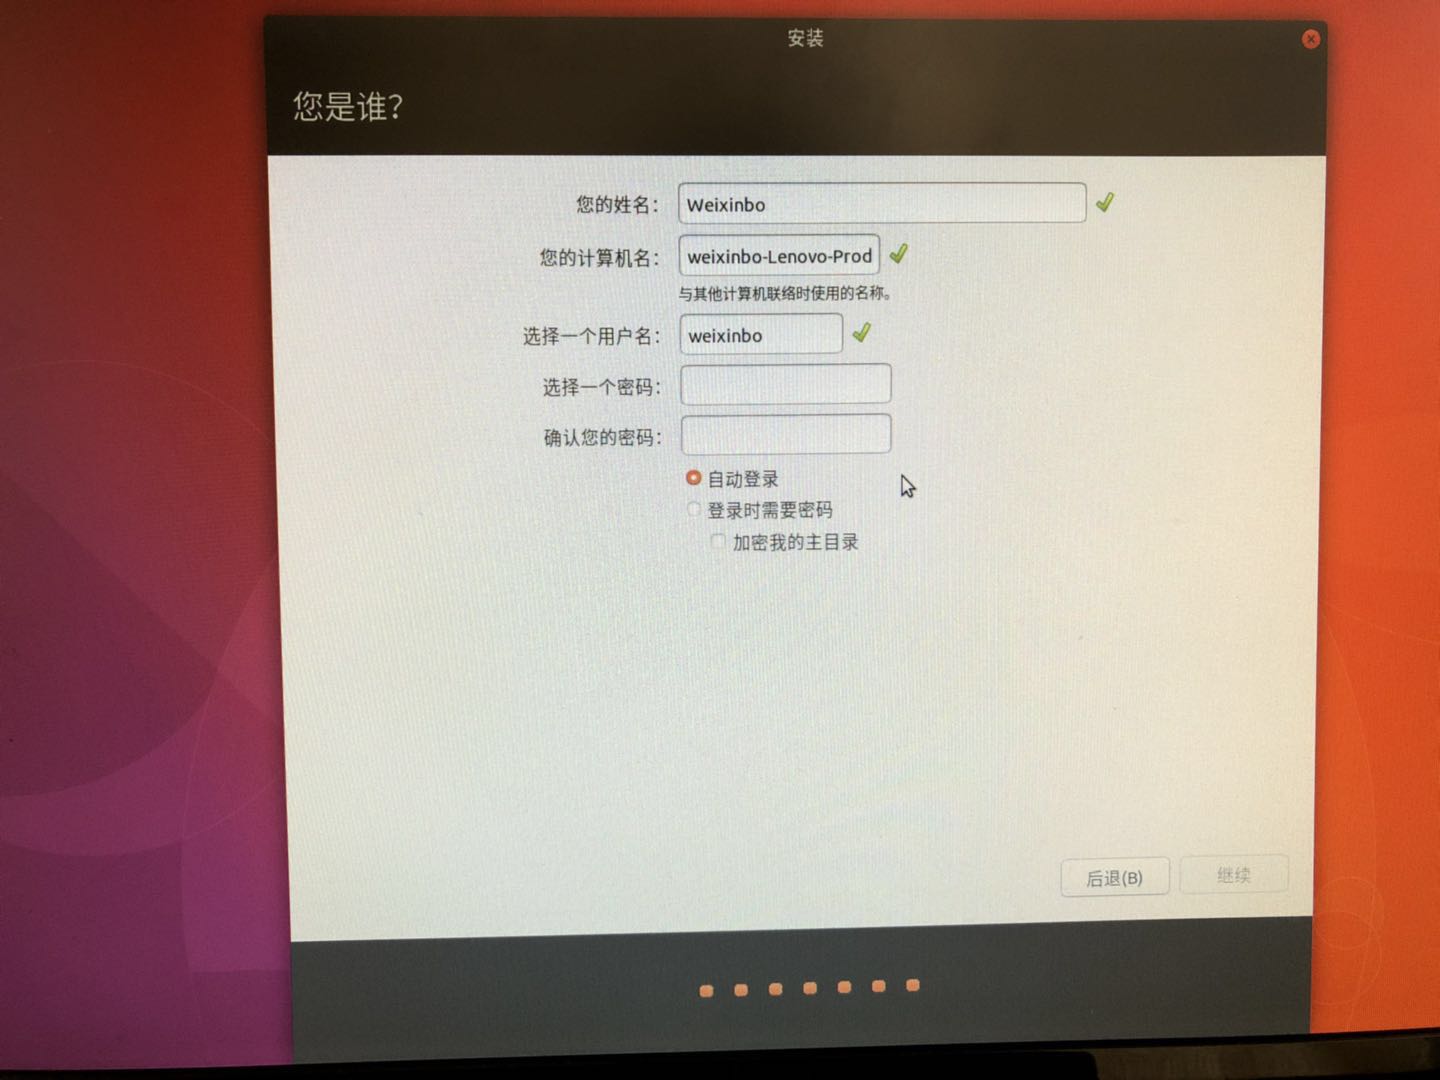 安装
您是谁?
您的姓名： Weixinbo
您的计算机名： weixinbo-Lenovo-Prod
与其他计算机联络时使用的名称。
选择一个用户名： weixinbo
选择一个密码：
确认您的密码：
自动登录
登录时需要密码
加密我的主目录
后退(B) 继续